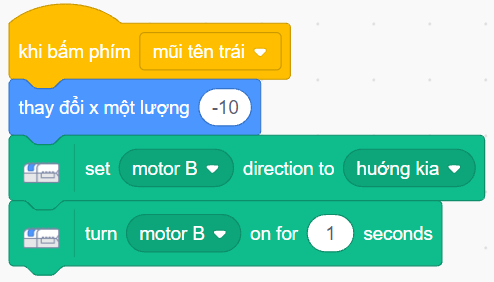 khi bấm phím mũi tên trái
thay đổi x một lượng -10
set motor B direction to huớng kia
turn motor B on for 1 seconds